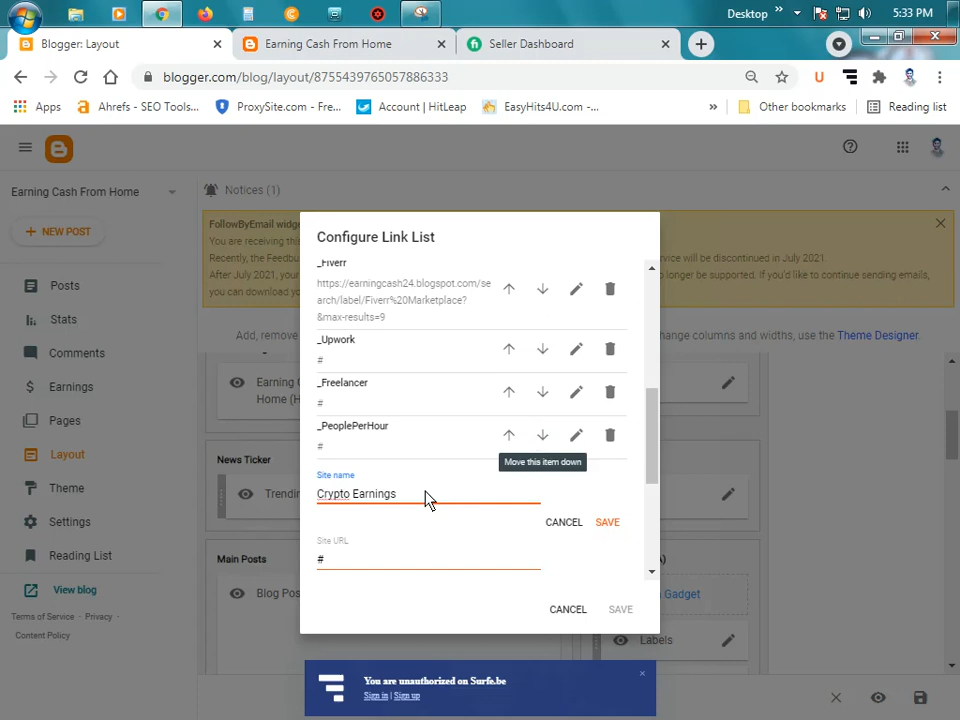 Desktop
»
5:33 PM
Blogger: Layout
Earning Cash From Home
Seller Dashboard
blogger.com/blog/layout/8755439765057886333
U
Apps
Ahrefs - SEO Tools...
ProxySite.com - Fre...
Account | HitLeap
EasyHits4U.com -...
»
Other bookmarks
Reading list
Earning Cash From Home
Notices (1)
+ NEW POST
FollowByEmail widg
You are receiving thi
Recently, the Feedbu
vice will be discontinued in July 2021.
After July 2021, your
o longer be supported. If you'd like to continue sending emails,
you can download yo
Add, remove
change columns and widths, use the Theme Designer.
Posts
Stats
Comments
Earnings
Pages
Layout
Theme
Settings
Reading List
View blog
Terms of Service · Privacy ·
Content Policy
Earning C
Home (H
News Ticker
Trendin
Main Posts
Blog Pos
Gadget
Labels
Configure Link List
_Fiverr
https://earningcash24.blogspot.com/se
arch/label/Fiverr%20Marketplace?
&max-results=9
_Upwork
#
_Freelancer
#
_PeoplePerHour
#
Move this item down
Site name
Crypto Earnings
CANCEL
SAVE
Site URL
#
CANCEL
SAVE
You are unauthorized on Surfe.be
Sign in | Sign up